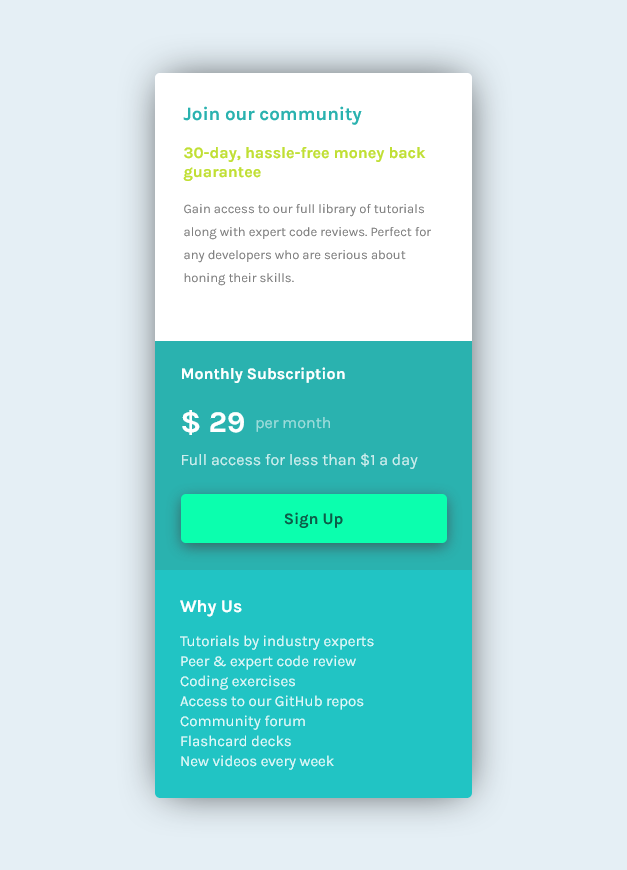 Join our community
30-day, hassle-free money back
guarantee
Gain access to our full library of tutorials
along with expert code reviews. Perfect for
any developers who are serious about
honing their skills.
Monthly Subscription
$ 29 per month
Full access for less than $1 a day
Sign Up
Why Us
Tutorials by industry experts
Peer & expert code review
Coding exercises
Access to our GitHub repos
Community forum
Flashcard decks
New videos every week